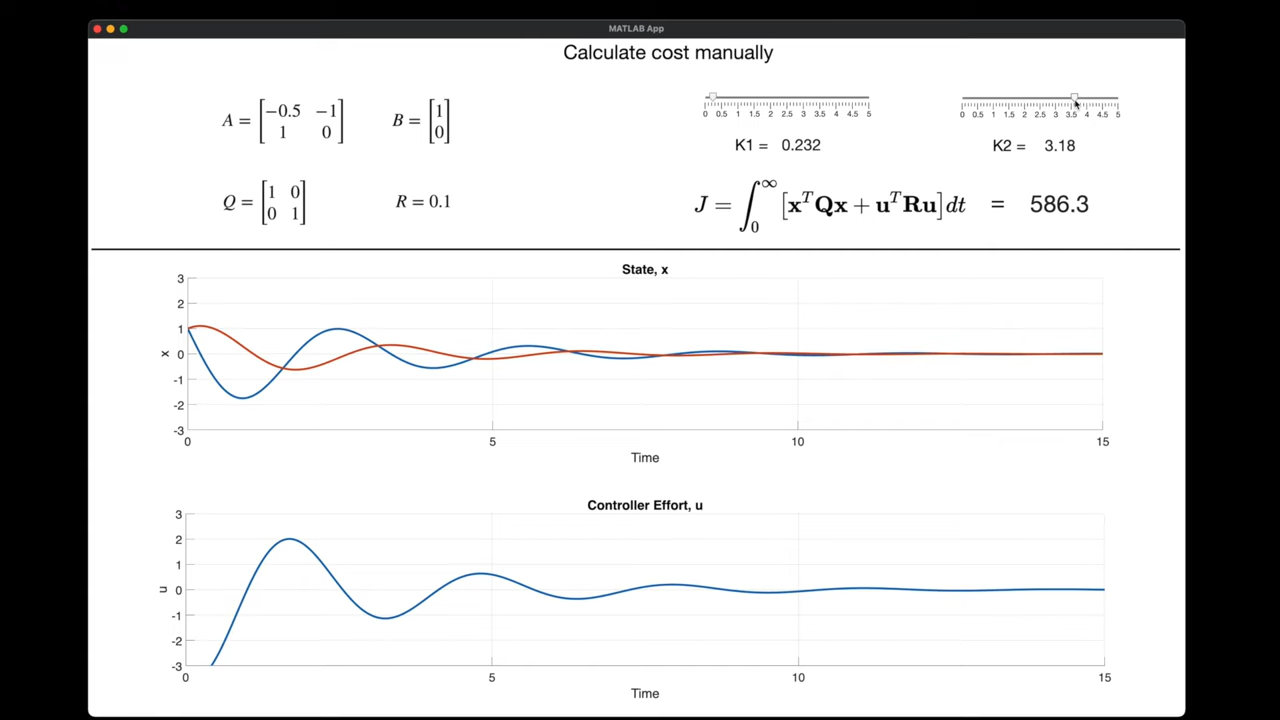 MATLAB App
Calculate cost manually
A = [−0.5 −1
1 0]
B = [1
0]
0 0.5 1 1.5 2 2.5 3 3.5 4 4.5 5
0 0.5 1 1.5 2 2.5 3 3.5 4 4.5 5
K1 = 0.232
K2 = 3.18
Q = [1 0
0 1]
R = 0.1
J = ∫₀^∞ [x^T Qx + u^T Ru] dt = 586.3
State, x
3
2
1
0
-1
-2
-3
x
0 5 10 15
Time
Controller Effort, u
3
2
1
0
-1
-2
-3
u
0 5 10 15
Time